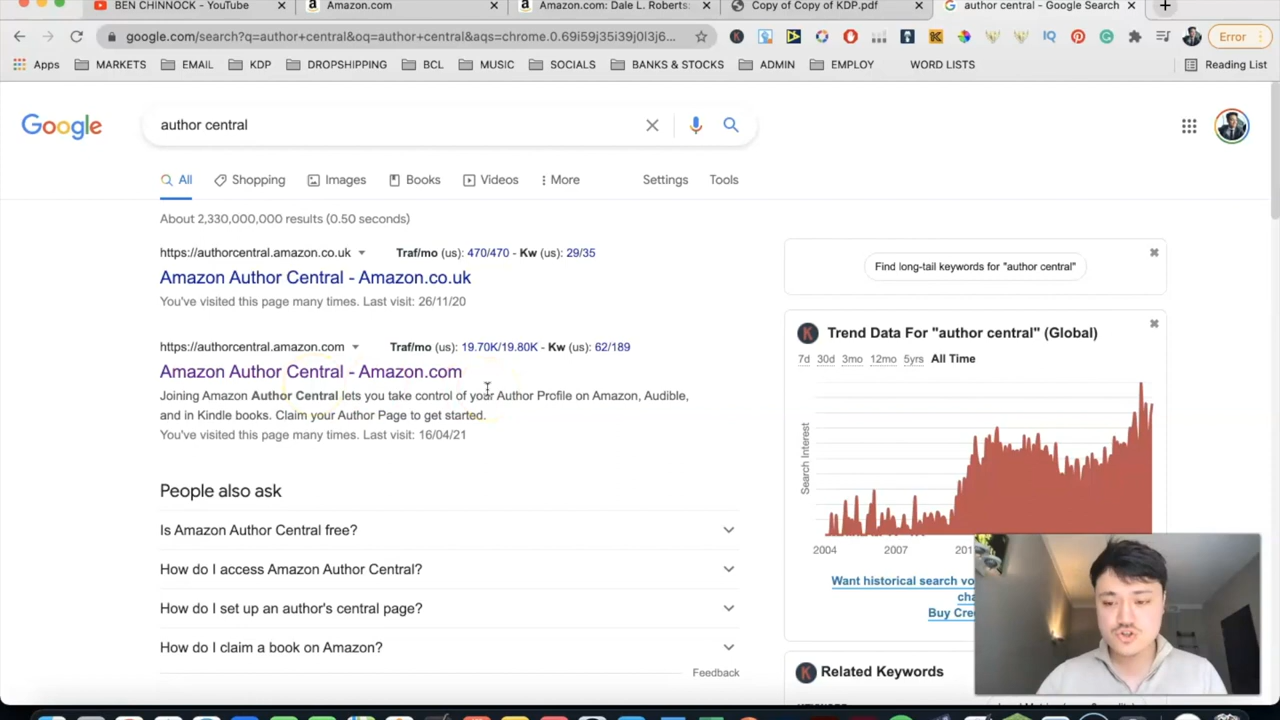 BEN CHINNOCK - YouTube
Amazon.com
Amazon.com: Dale L. Roberts:
Copy of Copy of KDP.pdf
author central - Google Search
google.com/search?q=author+central&oq=author+central&aqs=chrome.0.69i59j35i39j0l3j6...
Error
Apps
MARKETS
EMAIL
KDP
DROPSHIPPING
BCL
MUSIC
SOCIALS
BANKS & STOCKS
ADMIN
EMPLOY
WORD LISTS
Reading List
Google
author central
All
Shopping
Images
Books
Videos
More
Settings
Tools
About 2,330,000,000 results (0.50 seconds)
https://authorcentral.amazon.co.uk
Traf/mo (us): 470/470 - Kw (us): 29/35
Amazon Author Central - Amazon.co.uk
You've visited this page many times. Last visit: 26/11/20
https://authorcentral.amazon.com
Traf/mo (us): 19.70K/19.80K - Kw (us): 62/189
Amazon Author Central - Amazon.com
Joining Amazon Author Central lets you take control of your Author Profile on Amazon, Audible,
and in Kindle books. Claim your Author Page to get started.
You've visited this page many times. Last visit: 16/04/21
People also ask
Is Amazon Author Central free?
How do I access Amazon Author Central?
How do I set up an author's central page?
How do I claim a book on Amazon?
Feedback
Find long-tail keywords for "author central"
K
Trend Data For "author central" (Global)
7d 30d 3mo 12mo 5yrs All Time
Search Interest
2004
2007
Want historical search
Buy
K
Related Keywords